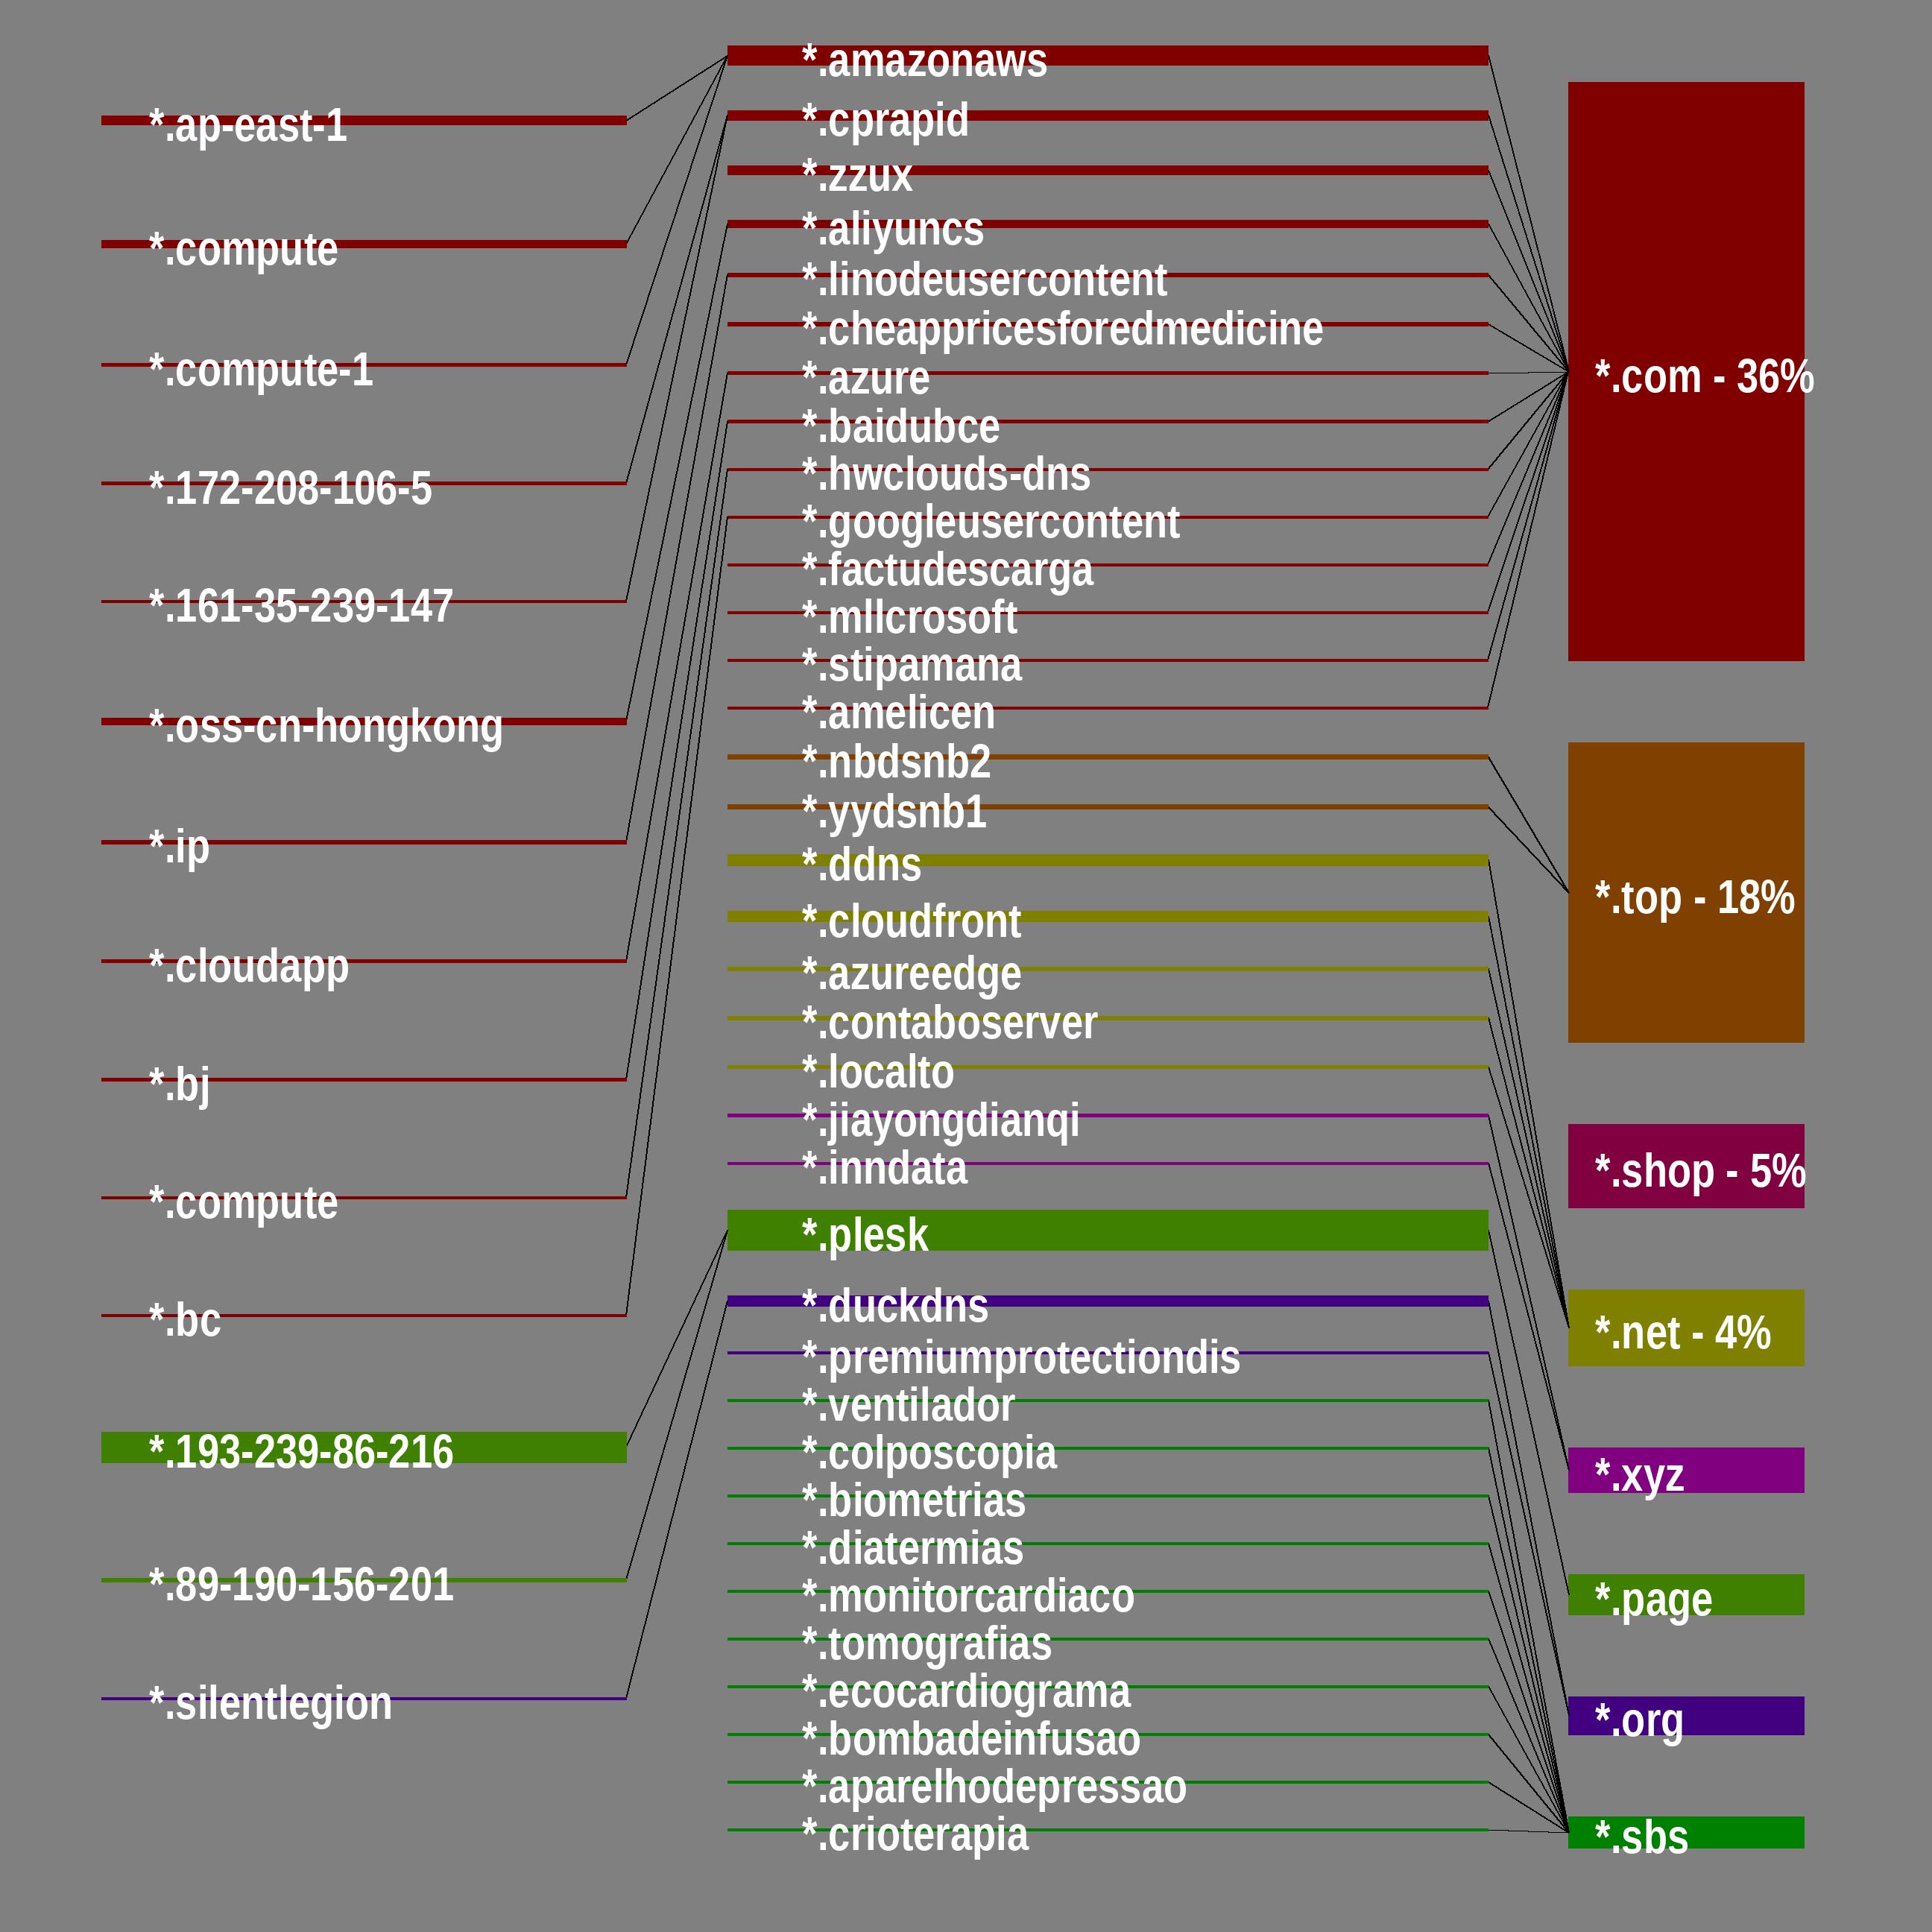 *.ap-east-1
*.compute
*.compute-1
*.172-208-106-5
*.161-35-239-147
*.oss-cn-hongkong
*.ip
*.cloudapp
*.bj
*.compute
*.bc
*.193-239-86-216
*.89-190-156-201
*.silentlegion
*.amazonaws
*.cprapid
*.zzux
*.aliyuncs
*.linodeusercontent
*.cheappricesforedmedicine
*.azure
*.baidubce
*.hwclouds-dns
*.googleusercontent
*.factudescarga
*.mllcrosoft
*.stipamana
*.amelicen
*.nbdsnb2
*.yydsnb1
*.ddns
*.cloudfront
*.azureedge
*.contaboserver
*.localto
*.jiayongdianqi
*.inndata
*.plesk
*.duckdns
*.premiumprotectiondis
*.ventilador
*.colposcopia
*.biometrias
*.diatermias
*.monitorcardiaco
*.tomografias
*.ecocardiograma
*.bombadeinfusao
*.aparelhodepressao
*.crioterapia
*.com - 36%
*.top - 18%
*.shop - 5%
*.net - 4%
*.xyz
*.page
*.org
*.sbs